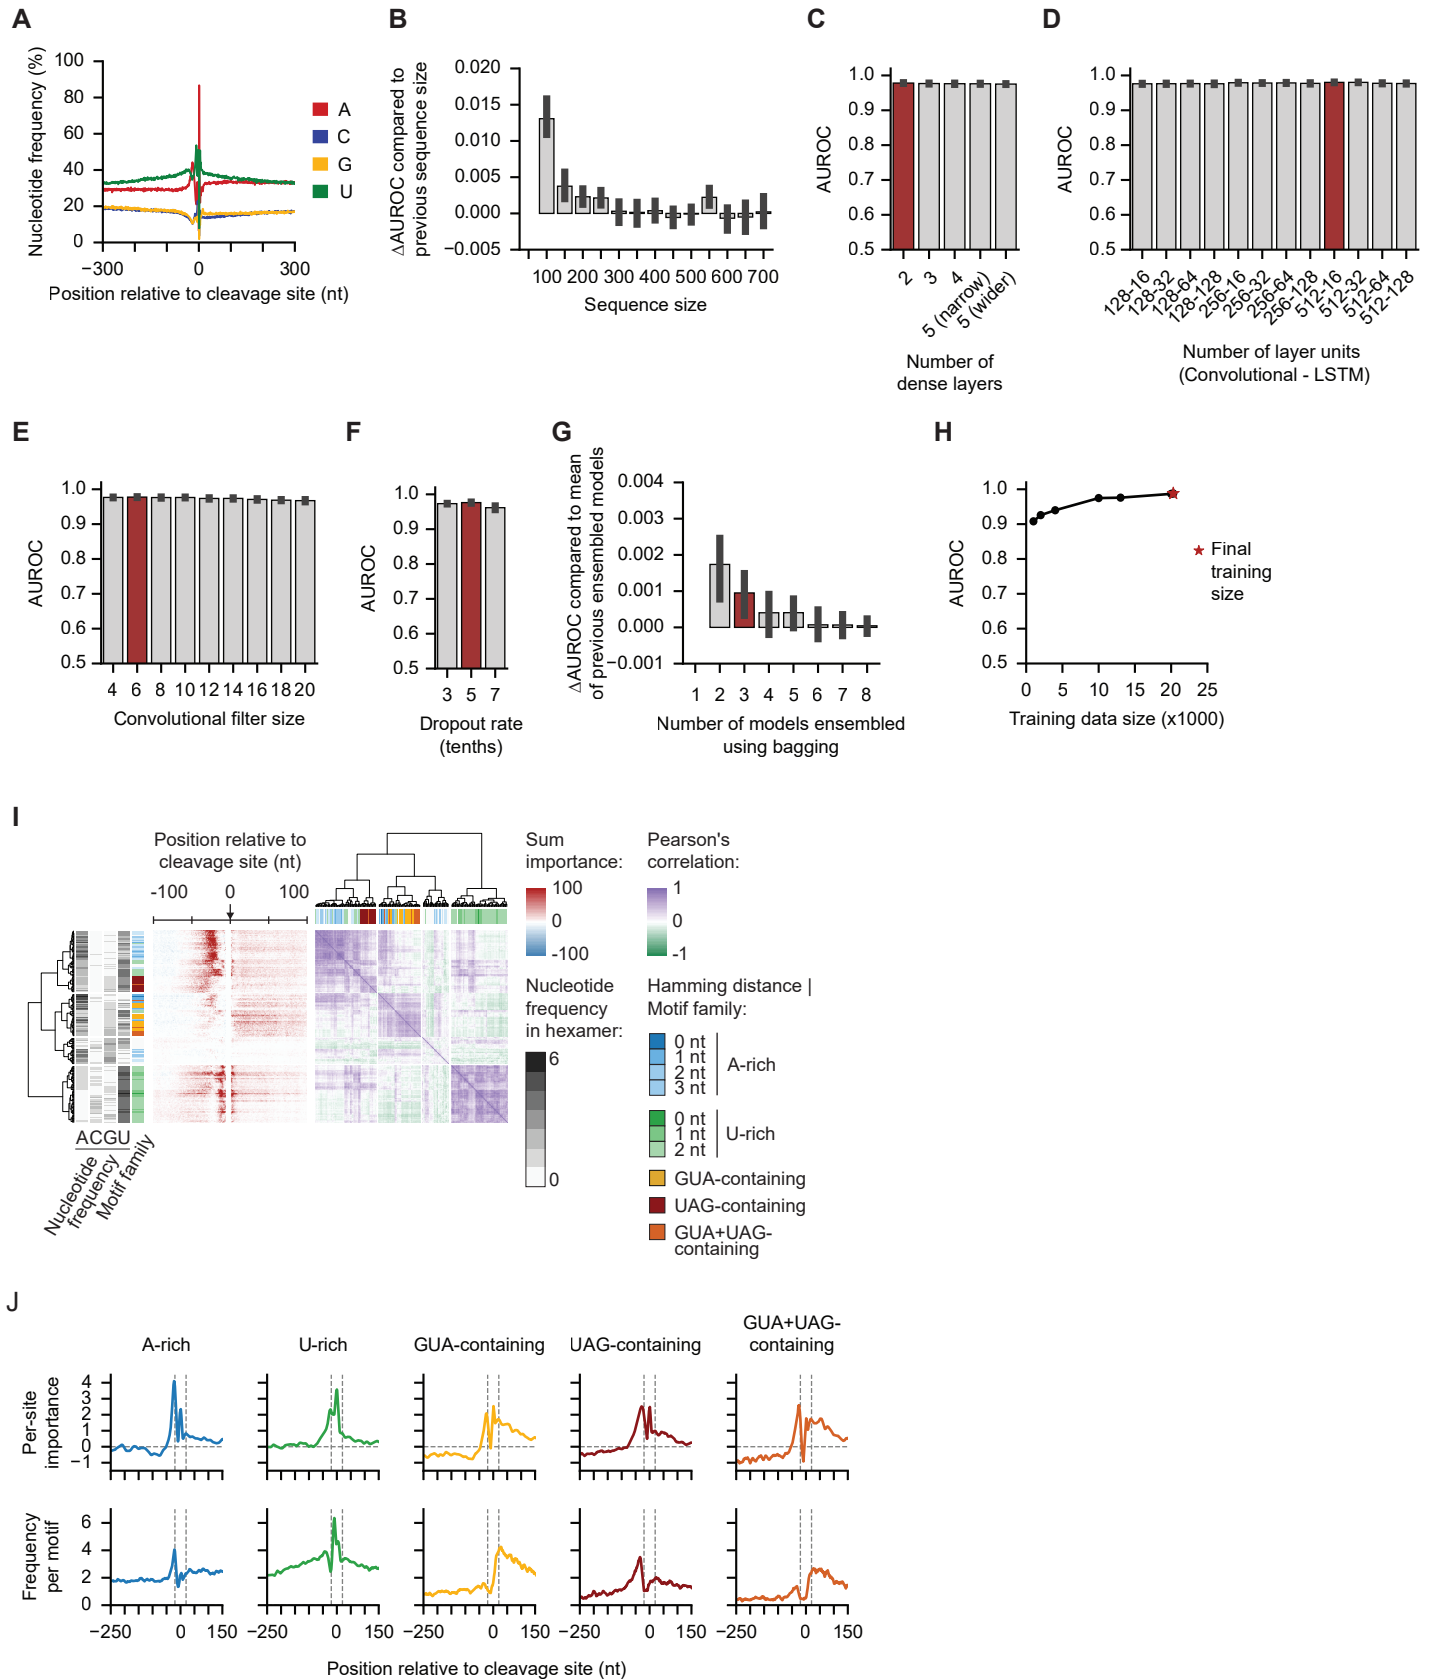 A
Nucleotide frequency (%)
100
80
60
40
20
0
−300
0
300
Position relative to cleavage site (nt)
A
C
G
U
B
ΔAUROC compared to
previous sequence size
0.020
0.015
0.010
0.005
0.000
−0.005
100 200 300 400 500 600 700
Sequence size
C
AUROC
1.0
0.9
0.8
0.7
0.6
0.5
2
3
4
5 (narrow)
5 (wider)
Number of
dense layers
D
AUROC
1.0
0.9
0.8
0.7
0.6
0.5
128-16
128-32
128-64
128-128
256-16
256-32
256-64
256-128
512-16
512-32
512-64
512-128
Number of layer units
(Convolutional - LSTM)
E
AUROC
1.0
0.9
0.8
0.7
0.6
0.5
4 6 8 10 12 14 16 18 20
Convolutional filter size
F
AUROC
1.0
0.9
0.8
0.7
0.6
0.5
3 5 7
Dropout rate
(tenths)
G
ΔAUROC compared to mean
of previous ensembled models
0.004
0.003
0.002
0.001
0.000
−0.001
1 2 3 4 5 6 7 8
Number of models ensembled
using bagging
H
AUROC
1.0
0.9
0.8
0.7
0.6
0.5
0 5 10 15 20 25
Training data size (x1000)
Final
training
size
I
Position relative to
cleavage site (nt)
-100 0 100
ACGU
Nucleotide
frequency
Motif family
Sum
importance:
100
0
-100
Nucleotide
frequency
in hexamer:
6
0
Pearson's
correlation:
1
0
-1
Hamming distance |
Motif family:
0 nt
1 nt
2 nt
3 nt
A-rich
0 nt
1 nt
2 nt
U-rich
GUA-containing
UAG-containing
GUA+UAG-
containing
J
A-rich
U-rich
GUA-containing
UAG-containing
GUA+UAG-
containing
Per-site
importance
4
3
2
1
0
−1
Frequency
per motif
6
4
2
0
−250 0 150
−250 0 150
−250 0 150
−250 0 150
−250 0 150
Position relative to cleavage site (nt)